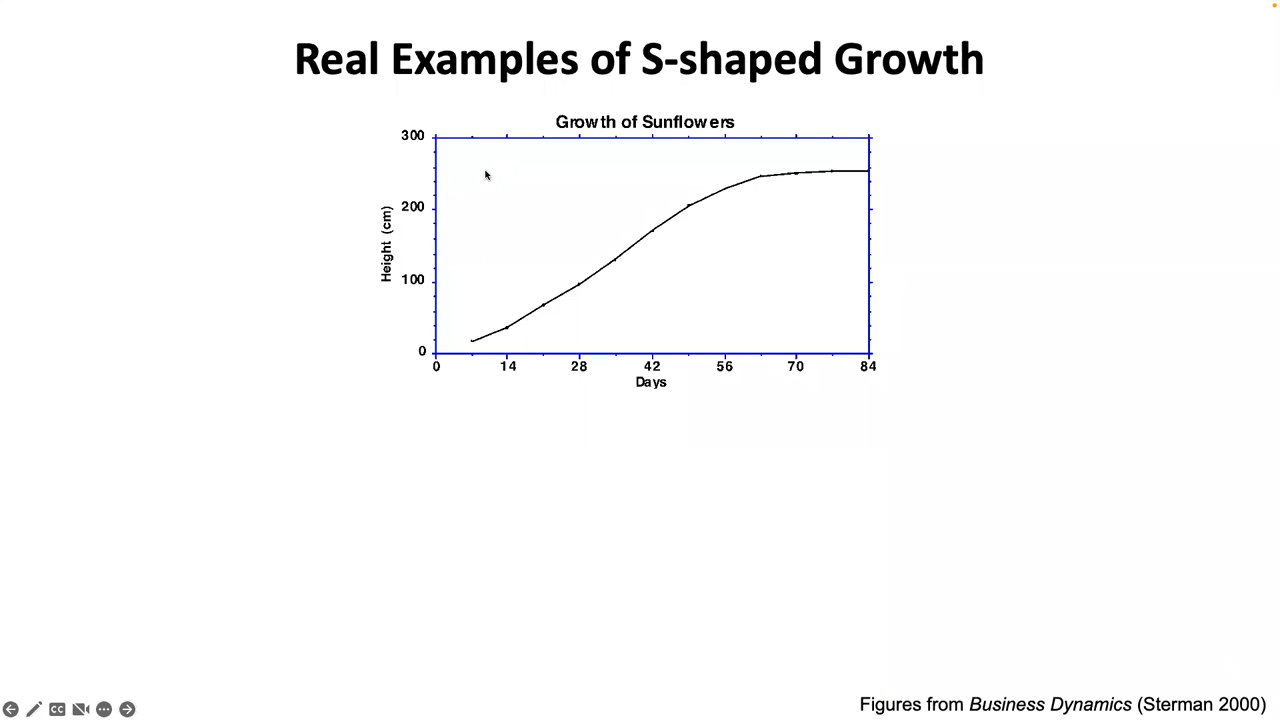 Real Examples of S-shaped Growth
Growth of Sunflowers
300
200
100
0
Height (cm)
0 14 28 42 56 70 84
Days
CC
Figures from Business Dynamics (Sterman 2000)